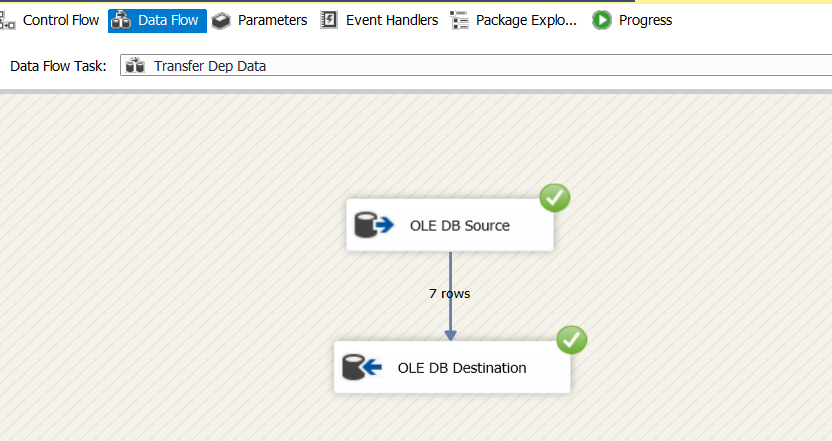 Control Flow Data Flow Parameters Event Handlers Package Explo... Progress
Data Flow Task: Transfer Dep Data
OLE DB Source
7 rows
OLE DB Destination